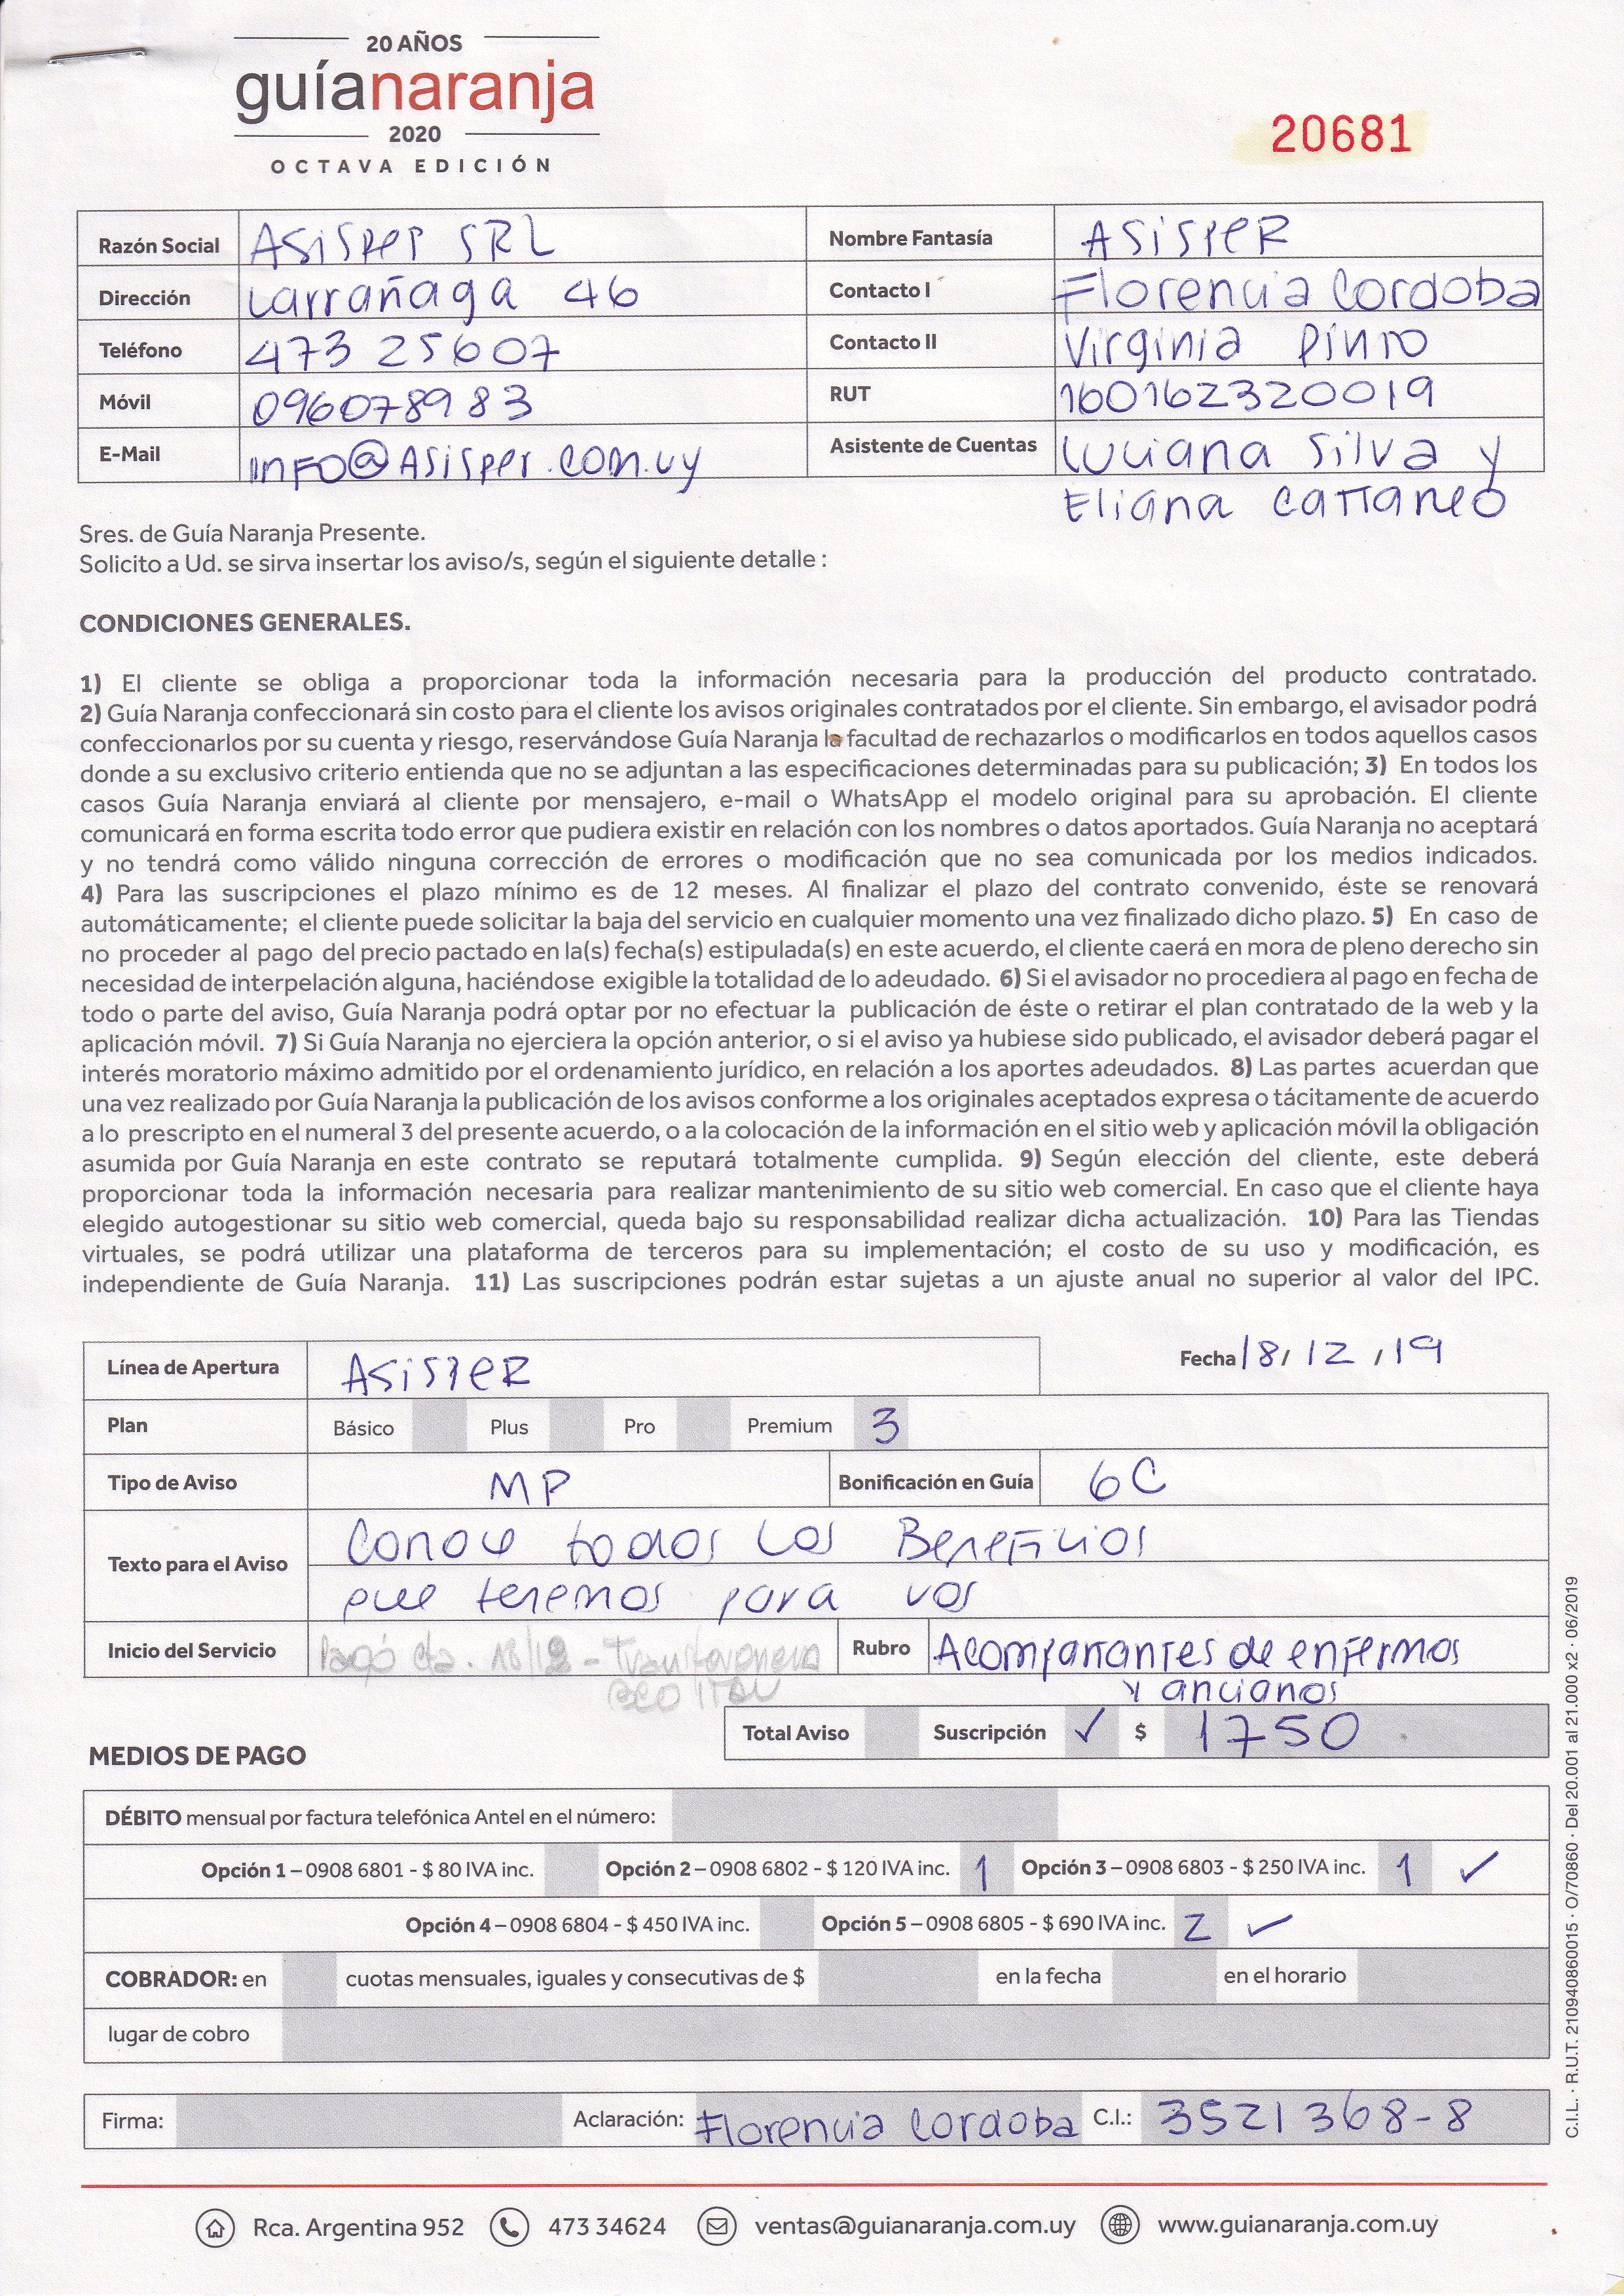 20 AÑOS
guíanaranja
2020
OCTAVA EDICIÓN
20681
Razón Social ASISPER SRL Nombre Fantasía ASISPER
Dirección Larrañaga 46 Contacto I Florencia Cordoba
Teléfono 473 25607 Contacto II Virginia Pinto
Móvil 096078983 RUT 160162320019
E-Mail INFO@Asisper.com.uy Asistente de Cuentas Luciana Silva y
Eliana Cattaneo
Sres. de Guía Naranja Presente.
Solicito a Ud. se sirva insertar los aviso/s, según el siguiente detalle :
CONDICIONES GENERALES.
1) El cliente se obliga a proporcionar toda la información necesaria para la producción del producto contratado.
2) Guía Naranja confeccionará sin costo para el cliente los avisos originales contratados por el cliente. Sin embargo, el avisador podrá
confeccionarlos por su cuenta y riesgo, reservándose Guía Naranja la facultad de rechazarlos o modificarlos en todos aquellos casos
donde a su exclusivo criterio entienda que no se adjuntan a las especificaciones determinadas para su publicación; 3) En todos los
casos Guía Naranja enviará al cliente por mensajero, e-mail o WhatsApp el modelo original para su aprobación. El cliente
comunicará en forma escrita todo error que pudiera existir en relación con los nombres o datos aportados. Guía Naranja no aceptará
y no tendrá como válido ninguna corrección de errores o modificación que no sea comunicada por los medios indicados.
4) Para las suscripciones el plazo mínimo es de 12 meses. Al finalizar el plazo del contrato convenido, éste se renovará
automáticamente; el cliente puede solicitar la baja del servicio en cualquier momento una vez finalizado dicho plazo. 5) En caso de
no proceder al pago del precio pactado en la(s) fecha(s) estipulada(s) en este acuerdo, el cliente caerá en mora de pleno derecho sin
necesidad de interpelación alguna, haciéndose exigible la totalidad de lo adeudado. 6) Si el avisador no procediera al pago en fecha de
todo o parte del aviso, Guía Naranja podrá optar por no efectuar la publicación de éste o retirar el plan contratado de la web y la
aplicación móvil. 7) Si Guía Naranja no ejerciera la opción anterior, o si el aviso ya hubiese sido publicado, el avisador deberá pagar el
interés moratorio máximo admitido por el ordenamiento jurídico, en relación a los aportes adeudados. 8) Las partes acuerdan que
una vez realizado por Guía Naranja la publicación de los avisos conforme a los originales aceptados expresa o tácitamente de acuerdo
a lo prescripto en el numeral 3 del presente acuerdo, o a la colocación de la información en el sitio web y aplicación móvil la obligación
asumida por Guía Naranja en este contrato se reputará totalmente cumplida. 9) Según elección del cliente, este deberá
proporcionar toda la información necesaria para realizar mantenimiento de su sitio web comercial. En caso que el cliente haya
elegido autogestionar su sitio web comercial, queda bajo su responsabilidad realizar dicha actualización. 10) Para las Tiendas
virtuales, se podrá utilizar una plataforma de terceros para su implementación; el costo de su uso y modificación, es
independiente de Guía Naranja. 11) Las suscripciones podrán estar sujetas a un ajuste anual no superior al valor del IPC.
Línea de Apertura ASISPER Fecha 18/ 12 / 19
Plan Básico Plus Pro Premium 3
Tipo de Aviso MP Bonificación en Guía 6C
Texto para el Aviso Conoce todos los Beneficios
que tenemos para vos
Inicio del Servicio Pagó cta. 18/12 - Transferencia Rubro Acompañantes de enfermos
BCO ITAU y ancianos
Total Aviso Suscripción ✓ $ 1750
MEDIOS DE PAGO
DÉBITO mensual por factura telefónica Antel en el número:
Opción 1 – 0908 6801 - $ 80 IVA inc. Opción 2 – 0908 6802 - $ 120 IVA inc. 1 Opción 3 – 0908 6803 - $ 250 IVA inc. 1 ✓
Opción 4 – 0908 6804 - $ 450 IVA inc. Opción 5 – 0908 6805 - $ 690 IVA inc. 2 ✓
COBRADOR: en cuotas mensuales, iguales y consecutivas de $ en la fecha en el horario
lugar de cobro
Firma: Aclaración: Florencia Cordoba C.I.: 3521368-8
Rca. Argentina 952 473 34624 ventas@guianaranja.com.uy www.guianaranja.com.uy
C.I.L. · R.U.T. 210940860015 · O/70860 · Del 20.001 al 21.000 x2 · 06/2019